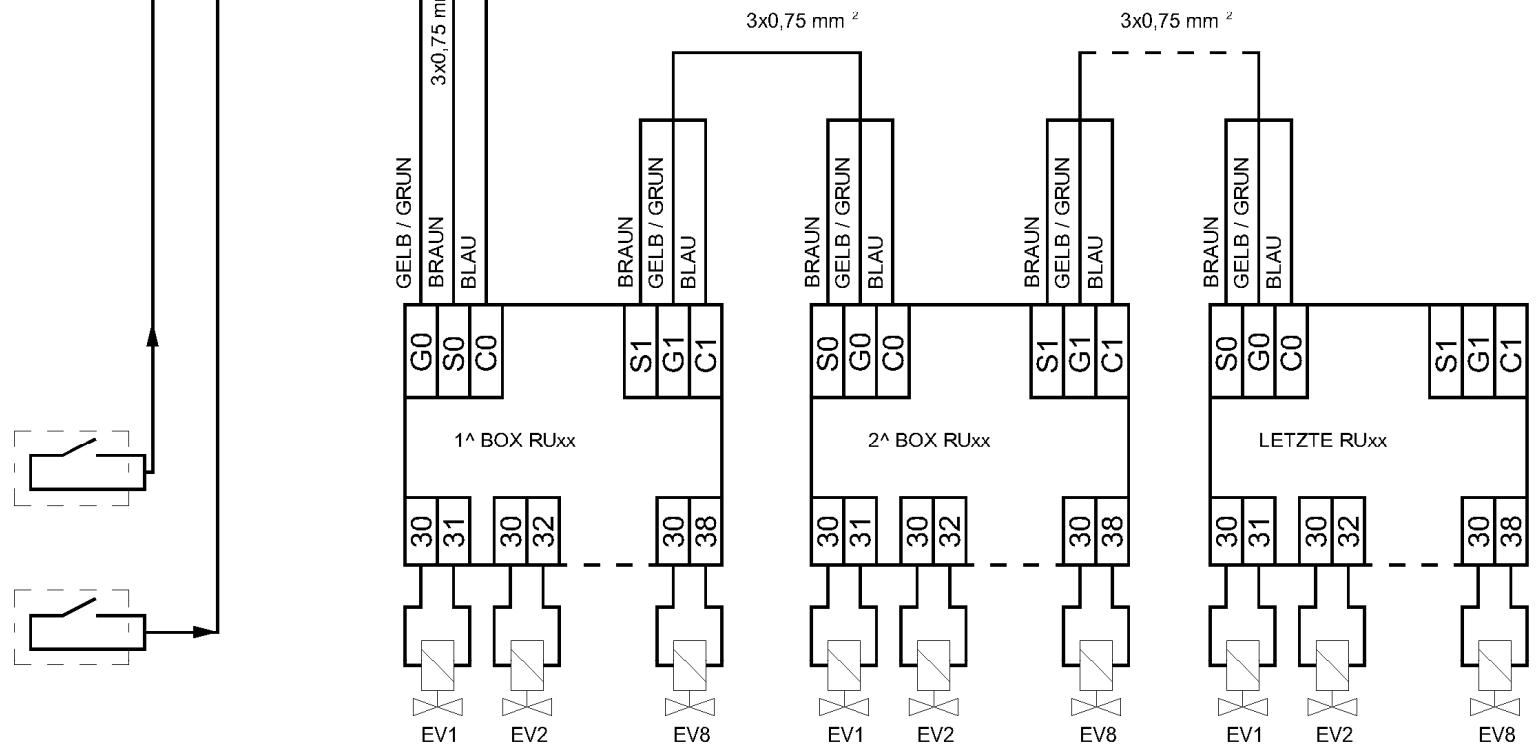 3x0,75 mm ²
3x0,75 mm ²
3x0,75 m
GELB / GRUN
BRAUN
BLAU
BRAUN
GELB / GRUN
BLAU
BRAUN
GELB / GRUN
BLAU
BRAUN
GELB / GRUN
BLAU
BRAUN
GELB / GRUN
BLAU
G0 S0 C0
S1 G1 C1
S0 G0 C0
S1 G1 C1
S0 G0 C0
S1 G1 C1
1^ BOX RUxx
2^ BOX RUxx
LETZTE RUxx
30 31 30 32 30 38
30 31 30 32 30 38
30 31 30 32 30 38
EV1 EV2 EV8
EV1 EV2 EV8
EV1 EV2 EV8